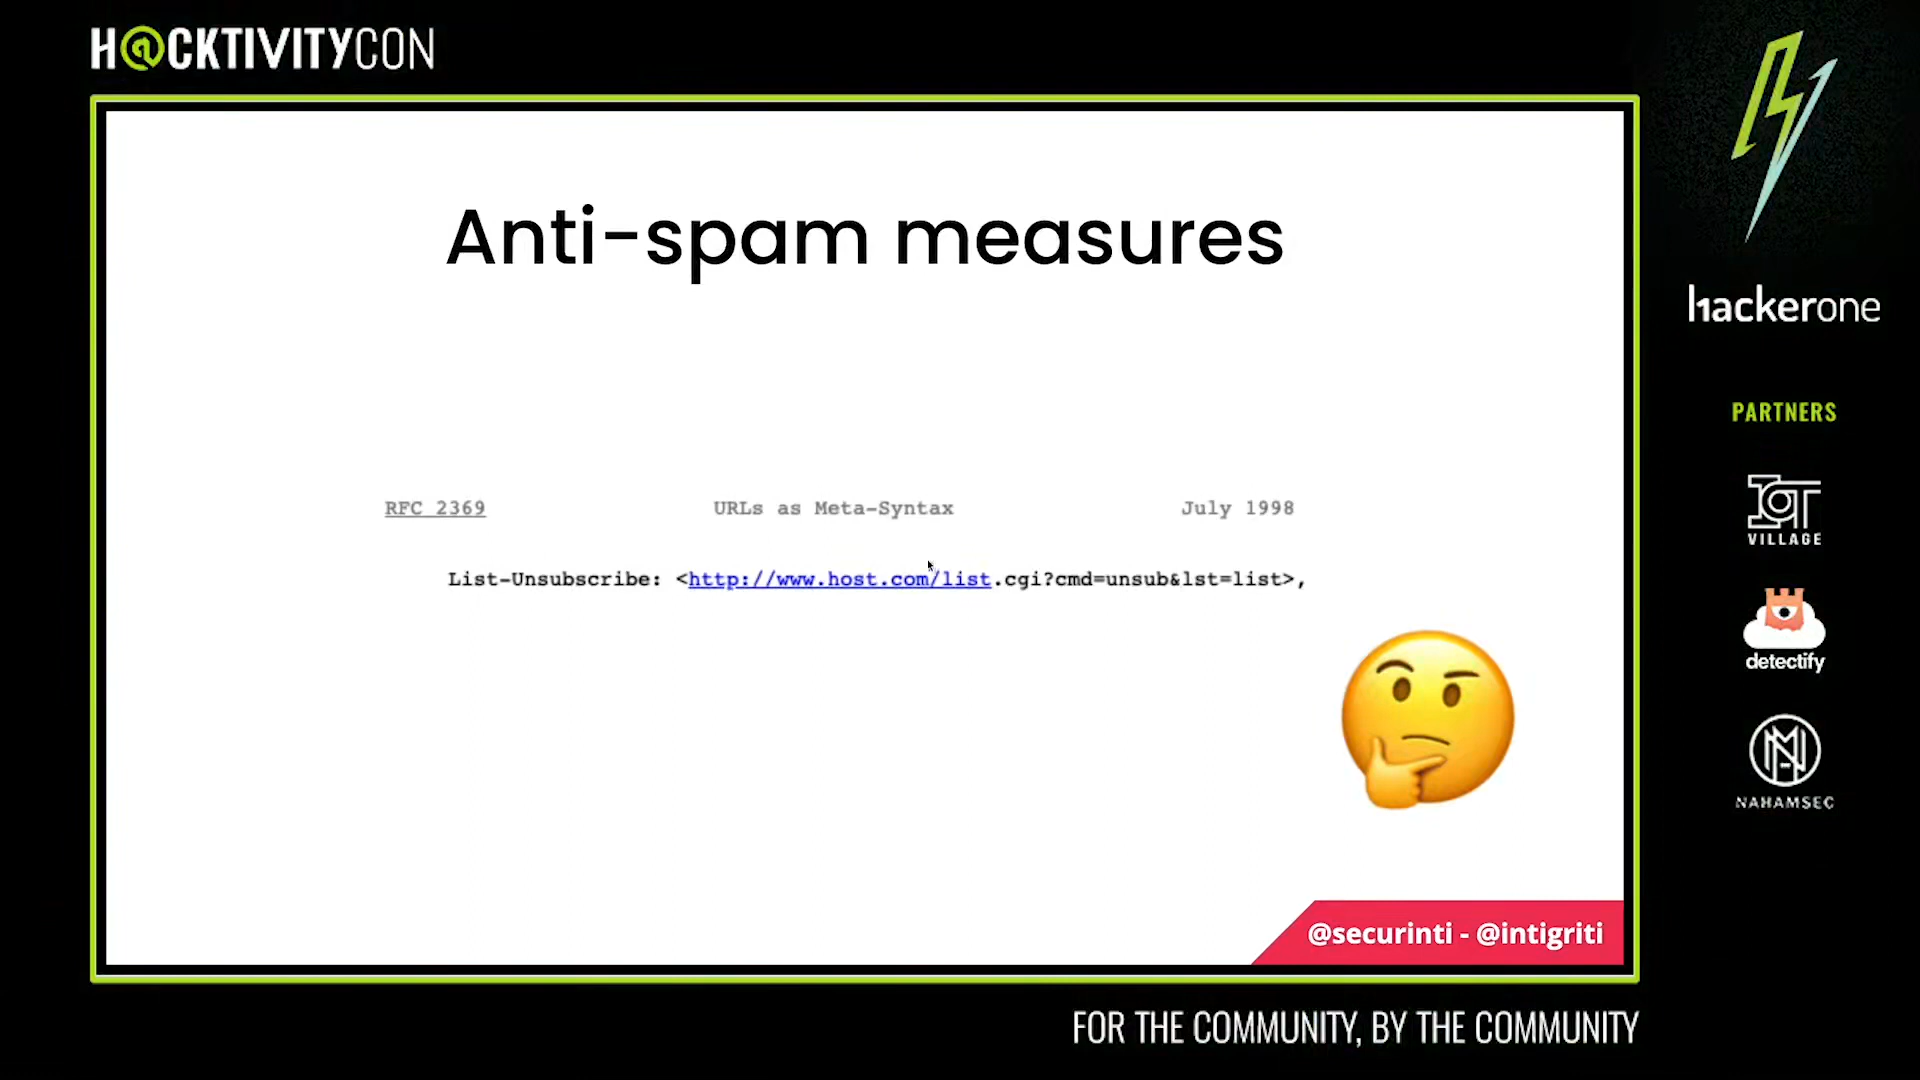 H@CKTIVITYCON
Anti-spam measures
RFC 2369 URLs as Meta-Syntax July 1998
List-Unsubscribe: <http://www.host.com/list.cgi?cmd=unsub&lst=list>,
@securinti - @intigriti
hackerone
PARTNERS
IOT
VILLAGE
detectify
NAHAMSEC
FOR THE COMMUNITY, BY THE COMMUNITY